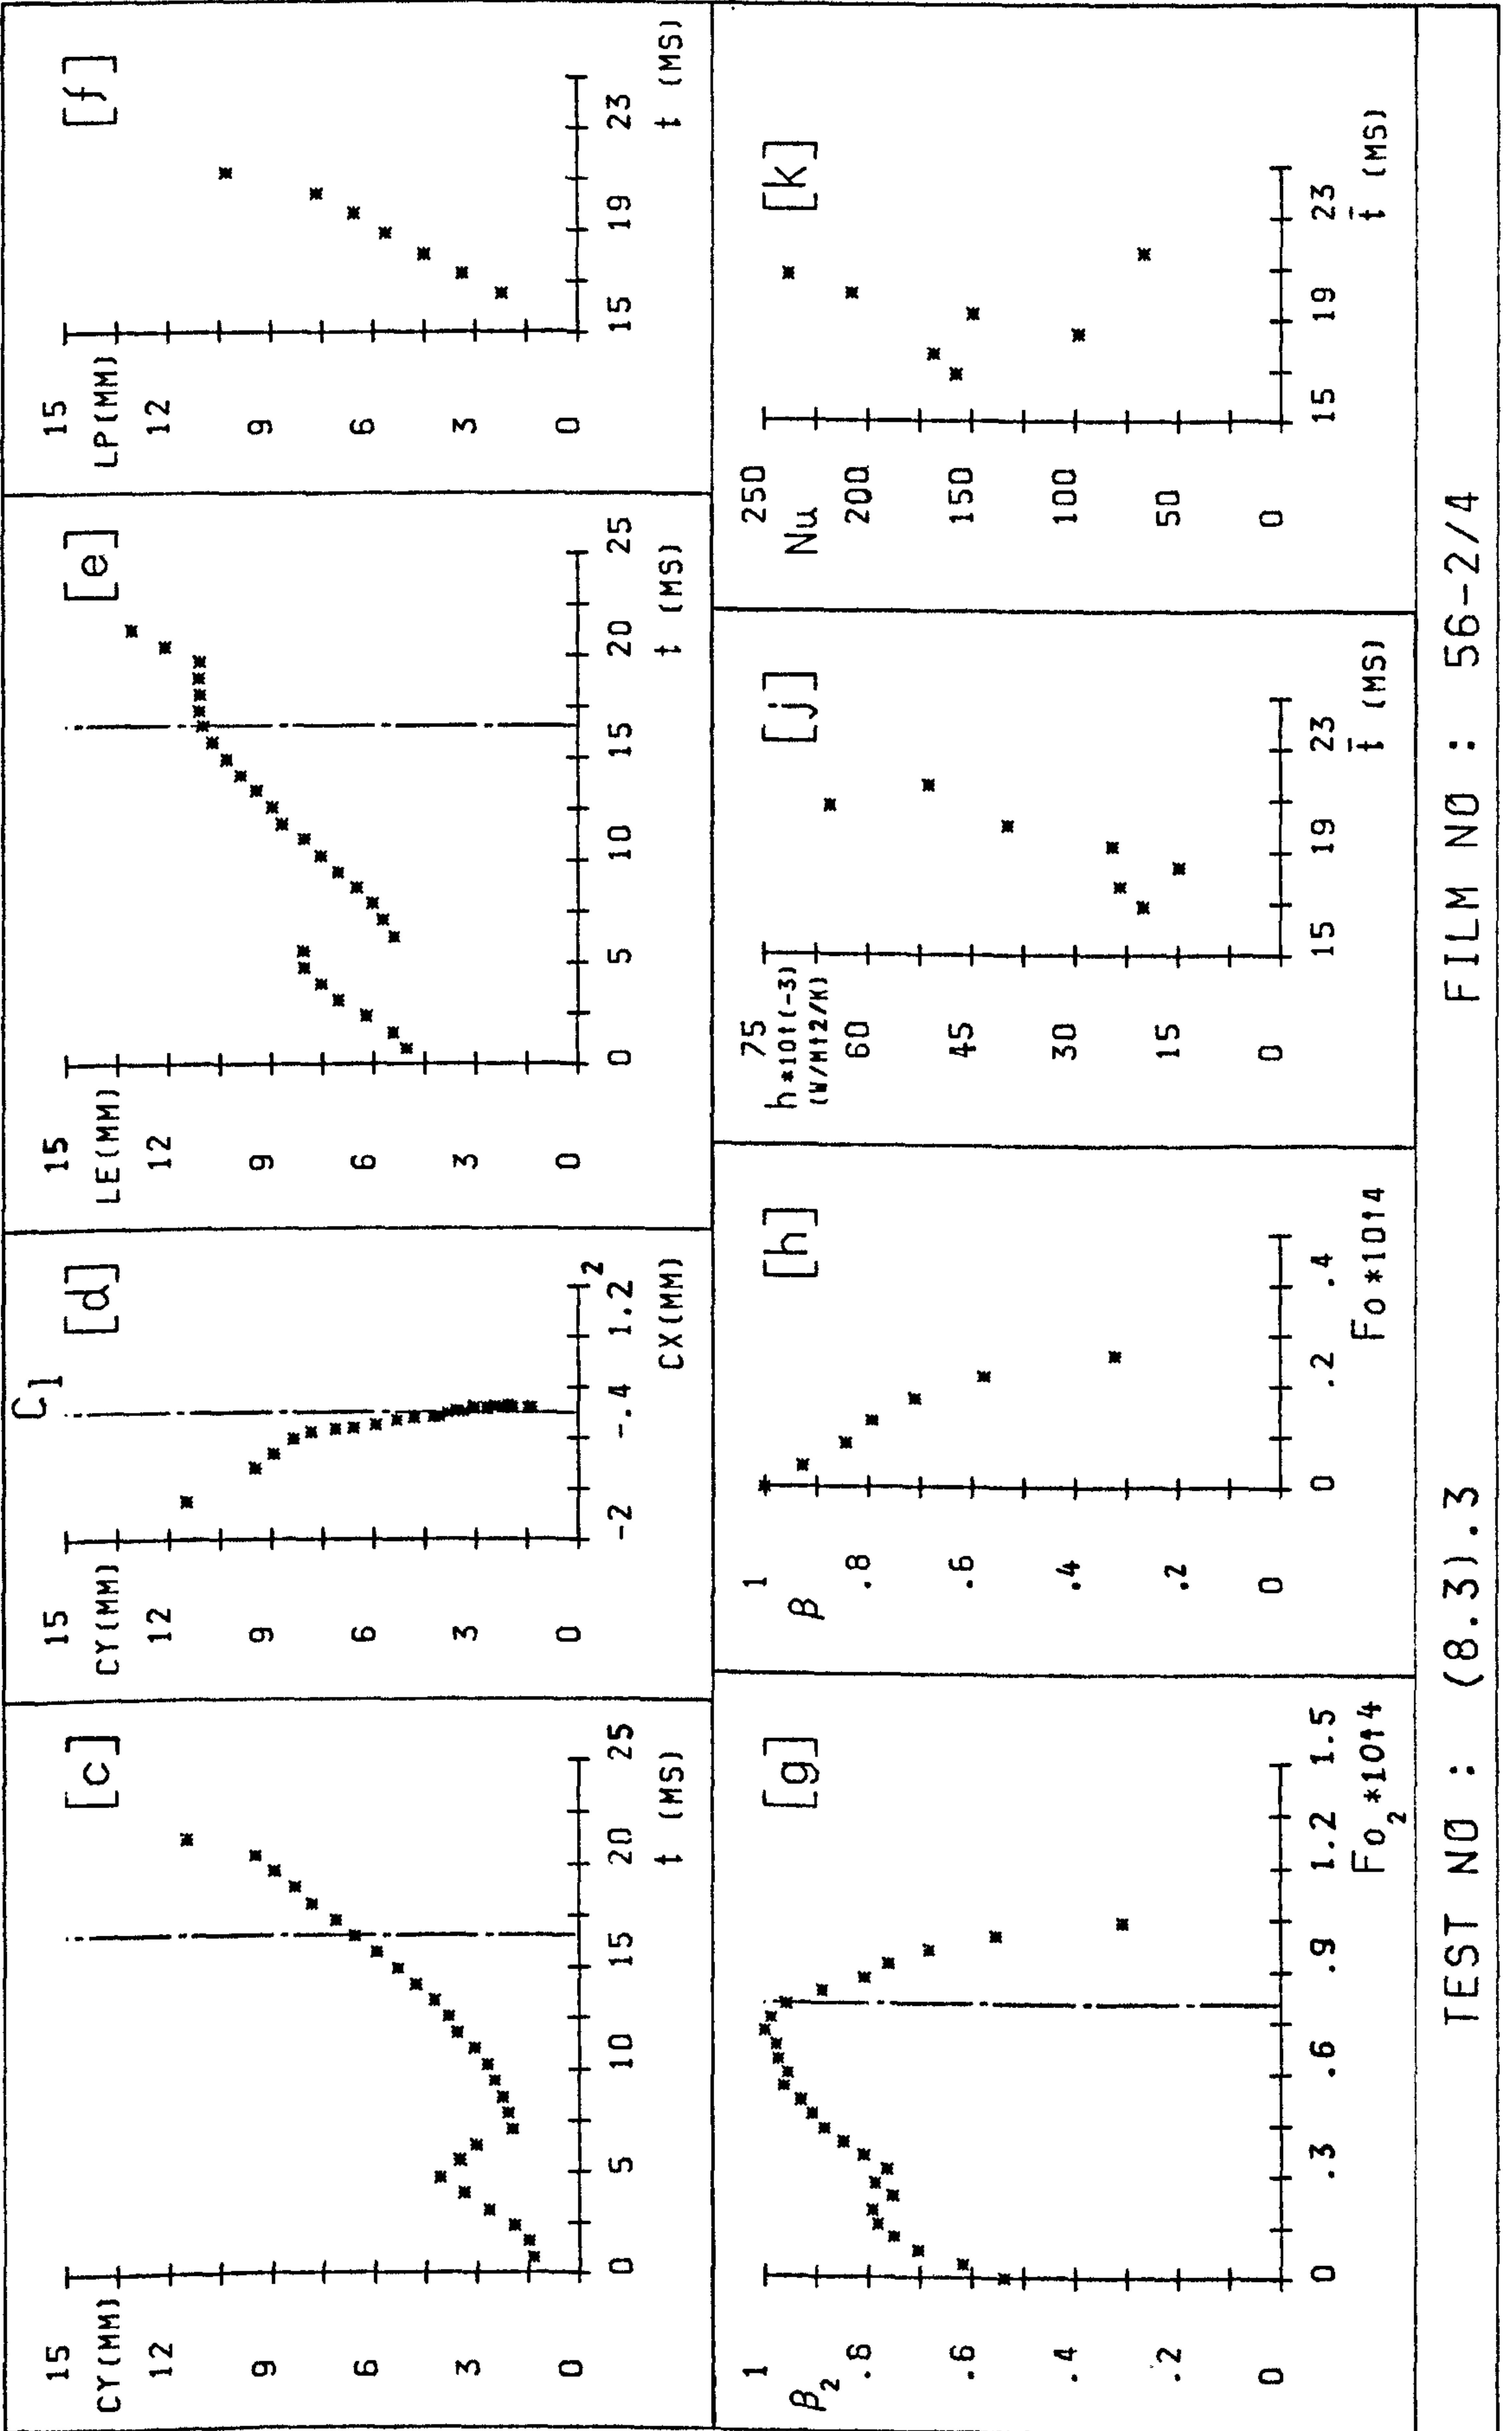 [c]
15
CY(MM)
12
9
6
3
0
0 5 10 15 20 25
t (MS)
C1
[d]
15
CY(MM)
12
9
6
3
0
-2 -.4 1.2 2
CX(MM)
[e]
15
LE(MM)
12
9
6
3
0
0 5 10 15 20 25
t (MS)
[f]
15
LP(MM)
12
9
6
3
0
15 19 23
t (MS)
[g]
1
β2
.8
.6
.4
.2
0
0 .3 .6 .9 1.2 1.5
Fo2*10↑4
[h]
1
β
.8
.6
.4
.2
0
0 .2 .4
Fo*10↑4
[j]
75
h*10↑(-3)
(W/M↑2/K)
60
45
30
15
0
15 19 23
t̄ (MS)
[k]
250
Nu
200
150
100
50
0
15 19 23
t̄ (MS)
TEST NØ : (8.3).3 FILM NØ : 56-2/4